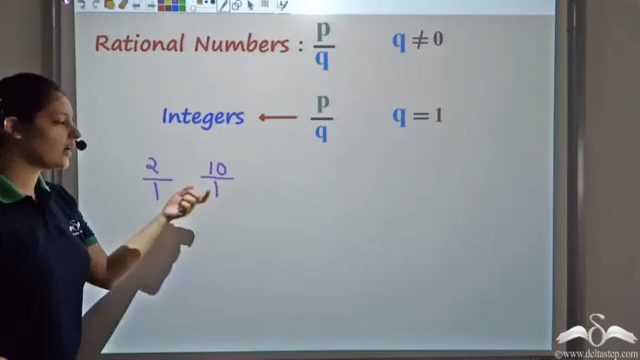 Rational Numbers : p/q q ≠ 0
Integers ← p/q q = 1
2/1 10/1
©www.deltastep.com